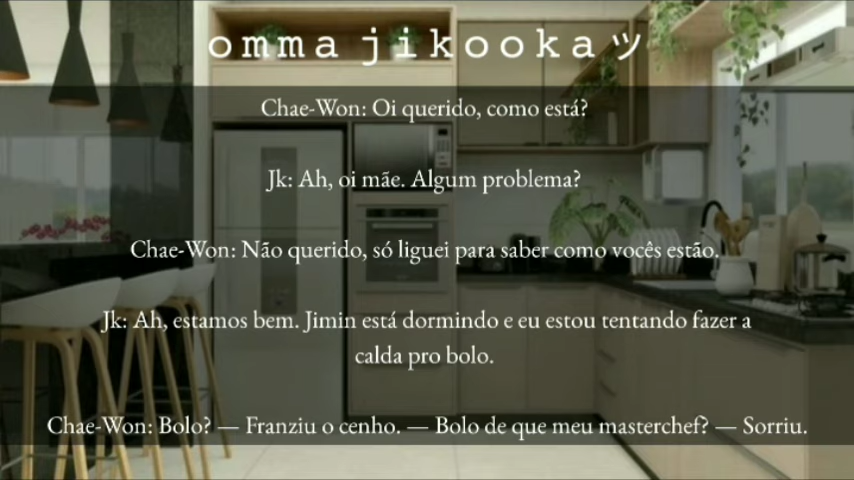 omma jikookaッ
Chae-Won: Oi querido, como está?
Jk: Ah, oi mãe. Algum problema?
Chae-Won: Não querido, só liguei para saber como vocês estão.
Jk: Ah, estamos bem. Jimin está dormindo e eu estou tentando fazer a
calda pro bolo.
Chae-Won: Bolo? — Franziu o cenho. — Bolo de que meu masterchef? — Sorriu.